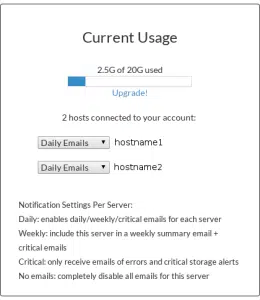 Current Usage
2.5G of 20G used
Upgrade!
2 hosts connected to your account:
Daily Emails hostname1
Daily Emails hostname2
Notification Settings Per Server:
Daily: enables daily/weekly/critical emails for each server
Weekly: include this server in a weekly summary email +
critical emails
Critical: only receive emails of errors and critical storage alerts
No emails: completely disable all emails for this server